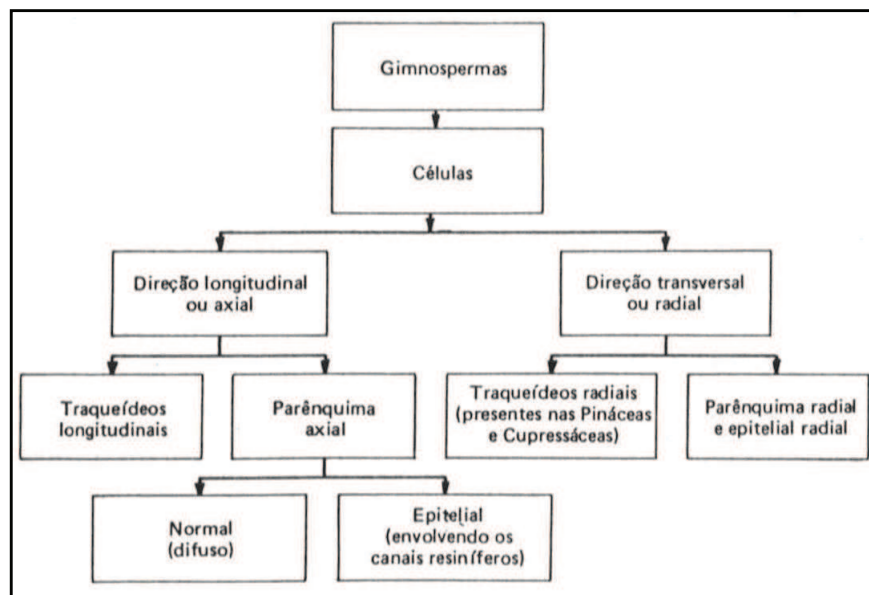 Gimnospermas
Células
Direção longitudinal
ou axial
Direção transversal
ou radial
Traqueídeos
longitudinais
Parênquima
axial
Traqueídeos radiais
(presentes nas Pináceas
e Cupressáceas)
Parênquima radial
e epitelial radial
Normal
(difuso)
Epitelial
(envolvendo os
canais resiníferos)